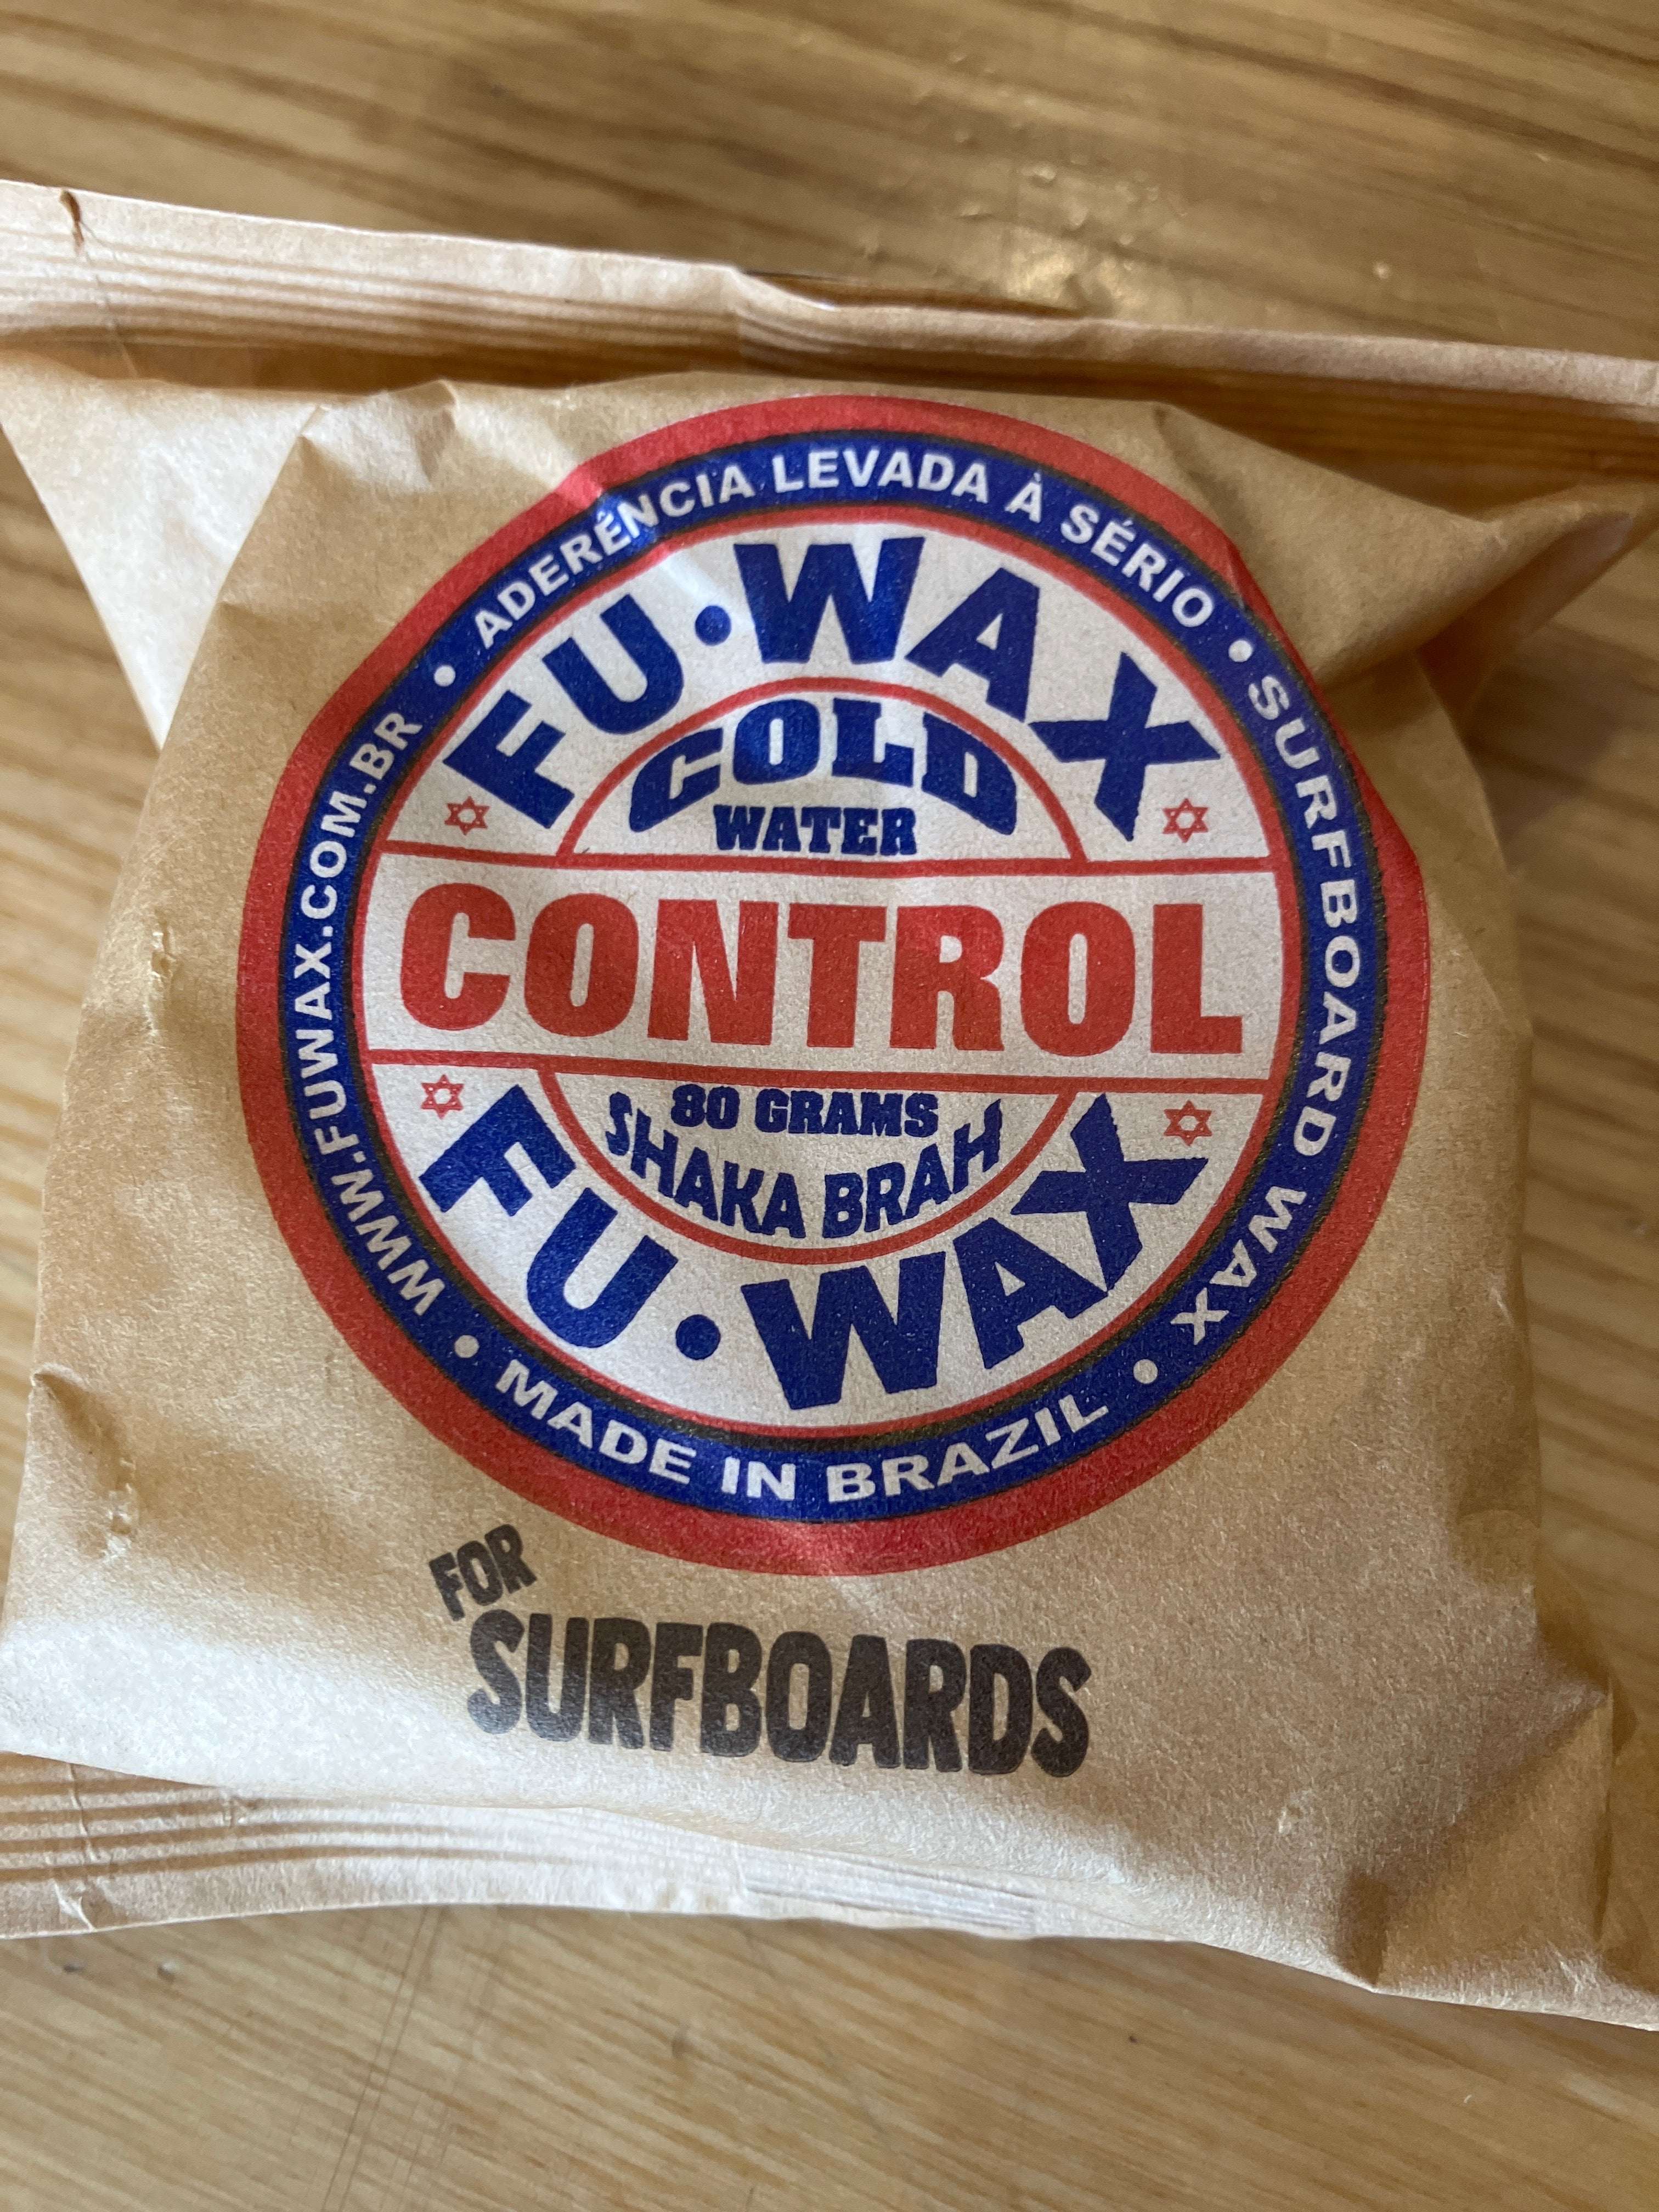 • ADERÊNCIA LEVADA À SÉRIO • SURFBOARD WAX • MADE IN BRAZIL • WWW.FUWAX.COM.BR
FU•WAX
COLD
WATER
CONTROL
80 GRAMS
SHAKA BRAH
FU•WAX
FOR
SURFBOARDS